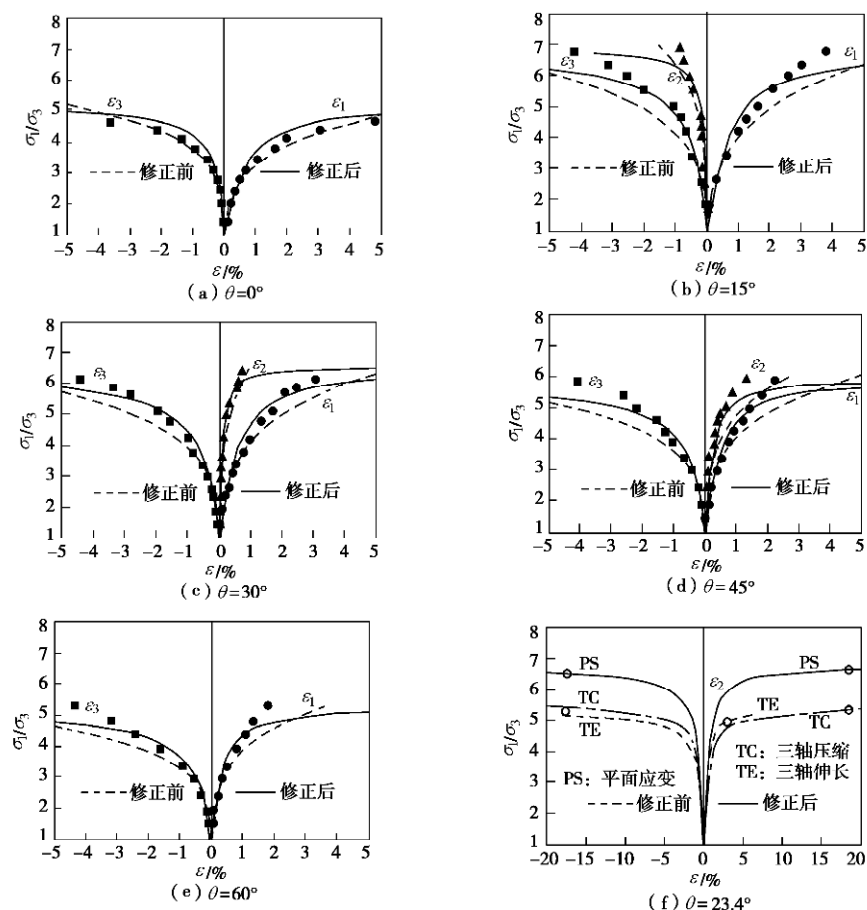 8
7
6
5
4
3
2
1
σ₁/σ₃
ε₃
ε₁
修正前
修正后
-5 -4 -3 -2 -1 0 1 2 3 4 5
ε/%
(a) θ=0°
8
7
6
5
4
3
2
1
σ₁/σ₃
ε₃
ε₂
ε₁
修正前
修正后
-5 -4 -3 -2 -1 0 1 2 3 4 5
ε/%
(b) θ=15°
8
7
6
5
4
3
2
1
σ₁/σ₃
ε₃
ε₂
ε₁
修正前
修正后
-5 -4 -3 -2 -1 0 1 2 3 4 5
ε/%
(c) θ=30°
8
7
6
5
4
3
2
1
σ₁/σ₃
ε₃
ε₂
ε₁
修正前
修正后
-5 -4 -3 -2 -1 0 1 2 3 4 5
ε/%
(d) θ=45°
8
7
6
5
4
3
2
1
σ₁/σ₃
ε₃
ε₁
修正前
修正后
-5 -4 -3 -2 -1 0 1 2 3 4 5
ε/%
(e) θ=60°
8
7
6
5
4
3
2
1
σ₁/σ₃
PS
ε₂
PS
TC
TE
TE
TC
TC：三轴压缩
PS：平面应变
TE：三轴伸长
修正前
修正后
-20 -15 -10 -5 0 5 10 15 20
ε/%
(f) θ=23.4°